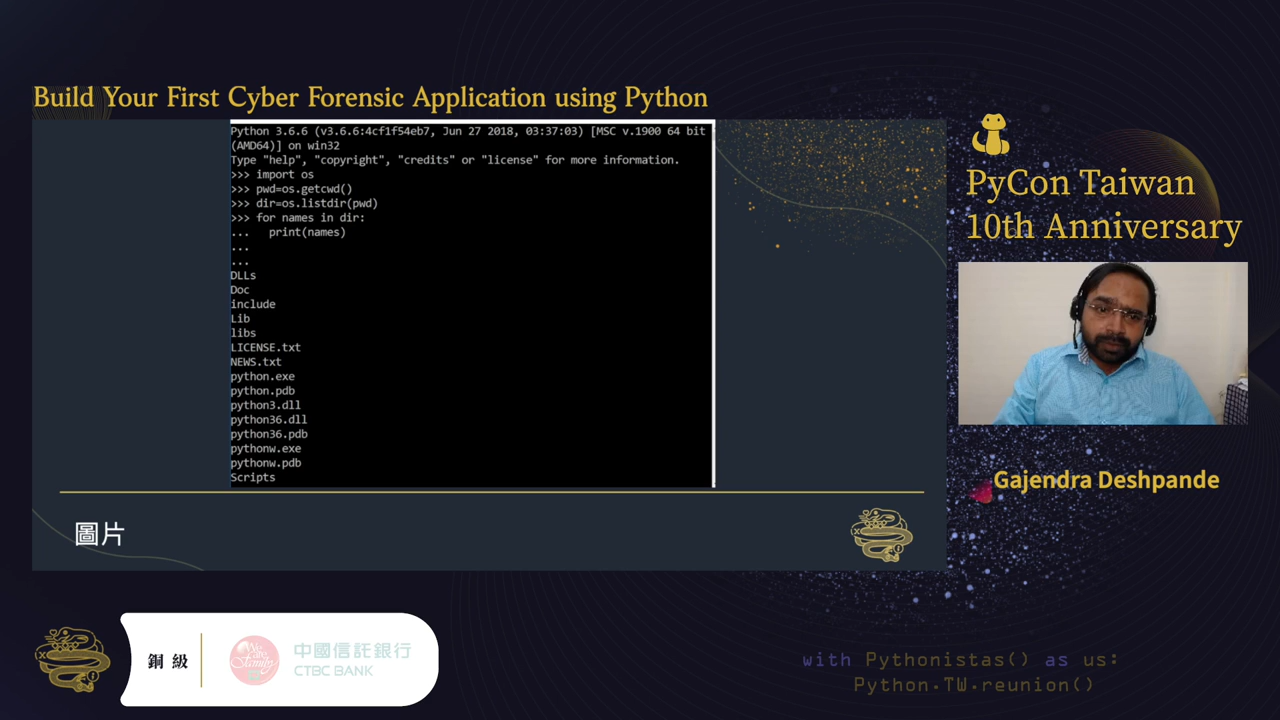 Build Your First Cyber Forensic Application using Python
Python 3.6.6 (v3.6.6:4cf1f54eb7, Jun 27 2018, 03:37:03) [MSC v.1900 64 bit
(AMD64)] on win32
Type "help", "copyright", "credits" or "license" for more information.
>>> import os
>>> pwd=os.getcwd()
>>> dir=os.listdir(pwd)
>>> for names in dir:
...   print(names)
...
...
DLLs
Doc
include
Lib
libs
LICENSE.txt
NEWS.txt
python.exe
python.pdb
python3.dll
python36.dll
python36.pdb
pythonw.exe
pythonw.pdb
Scripts
圖片
PyCon Taiwan
10th Anniversary
Gajendra Deshpande
銅級
We are Family
中國信託銀行
CTBC BANK
with Pythonistas() as us:
Python.TW.reunion()